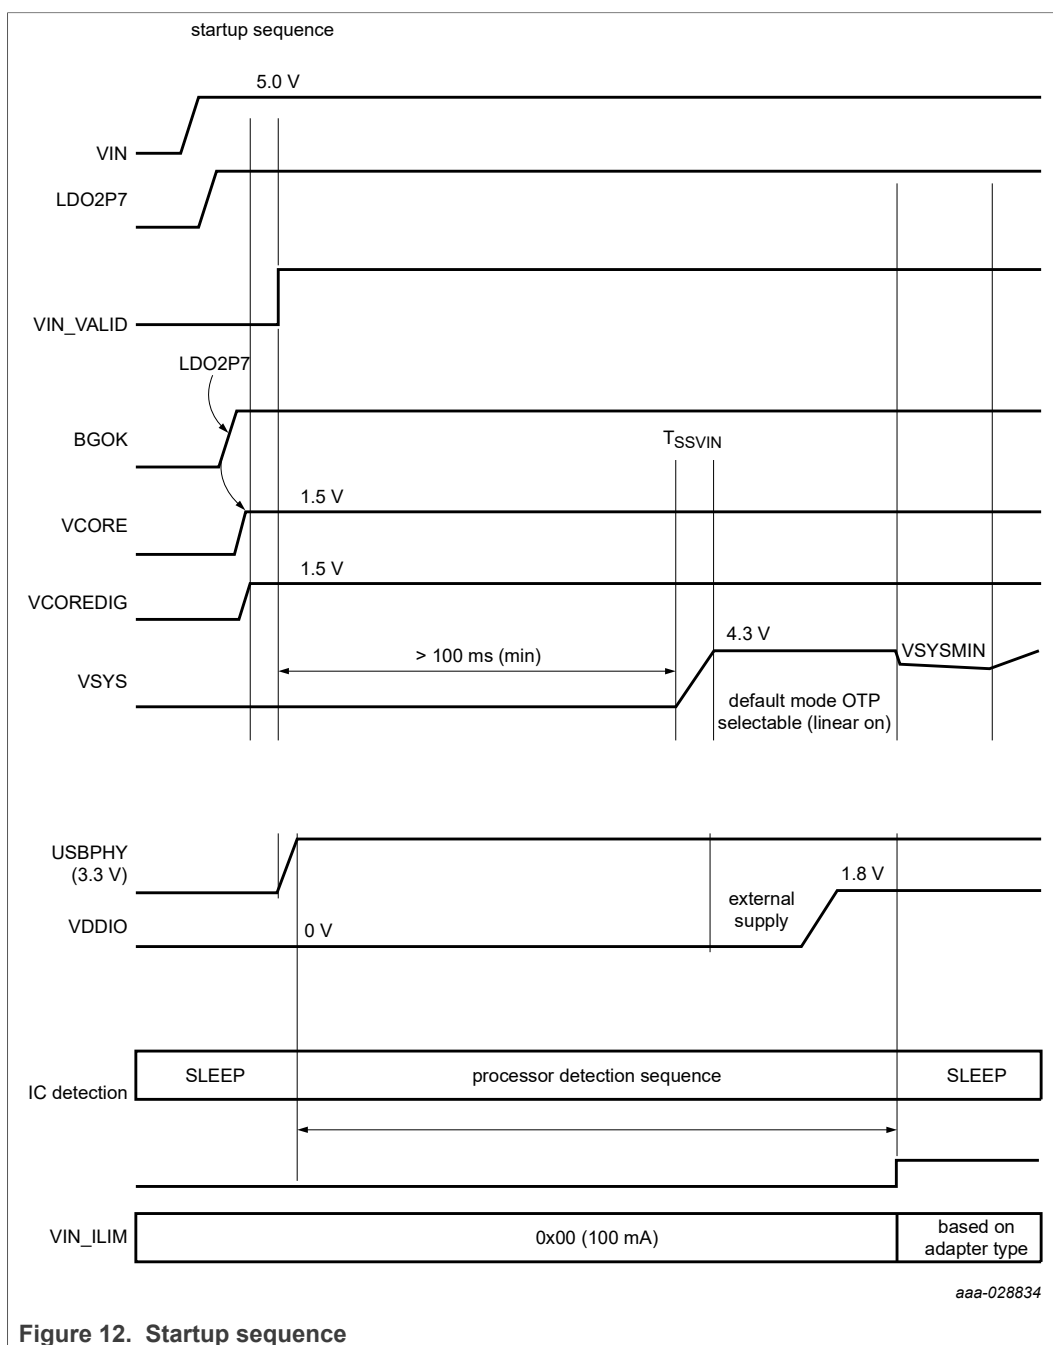 startup sequence
5.0 V
VIN
LDO2P7
VIN_VALID
LDO2P7
BGOK
TSSVIN
1.5 V
VCORE
1.5 V
VCOREDIG
4.3 V
> 100 ms (min)
VSYSMIN
VSYS
default mode OTP
selectable (linear on)
USBPHY
(3.3 V)
1.8 V
external
supply
VDDIO
0 V
SLEEP
processor detection sequence
SLEEP
IC detection
VIN_ILIM
0x00 (100 mA)
based on
adapter type
aaa-028834
Figure 12. Startup sequence